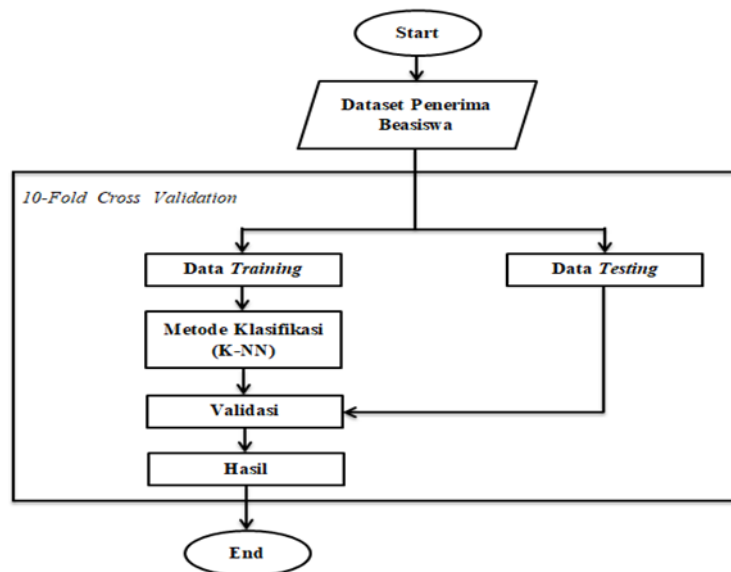 Start
Dataset Penerima
Beasiswa
10-Fold Cross Validation
Data Training
Data Testing
Metode Klasifikasi
(K-NN)
Validasi
Hasil
End